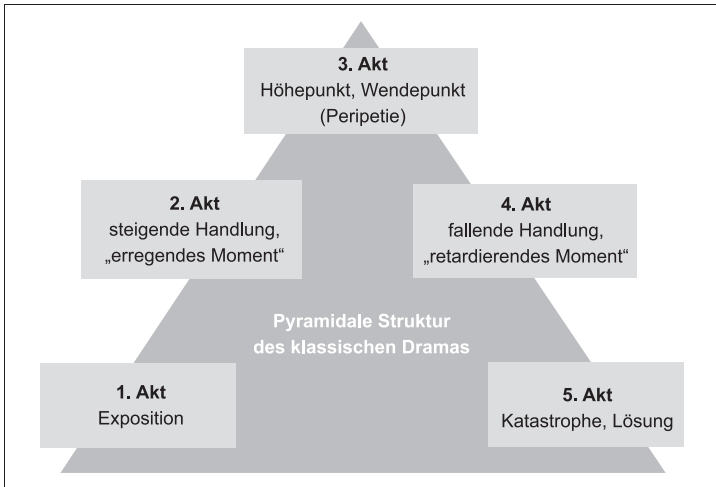 3. Akt
Höhepunkt, Wendepunkt
(Peripetie)
2. Akt
steigende Handlung,
„erregendes Moment“
4. Akt
fallende Handlung,
„retardierendes Moment“
Pyramidale Struktur
des klassischen Dramas
1. Akt
Exposition
5. Akt
Katastrophe, Lösung